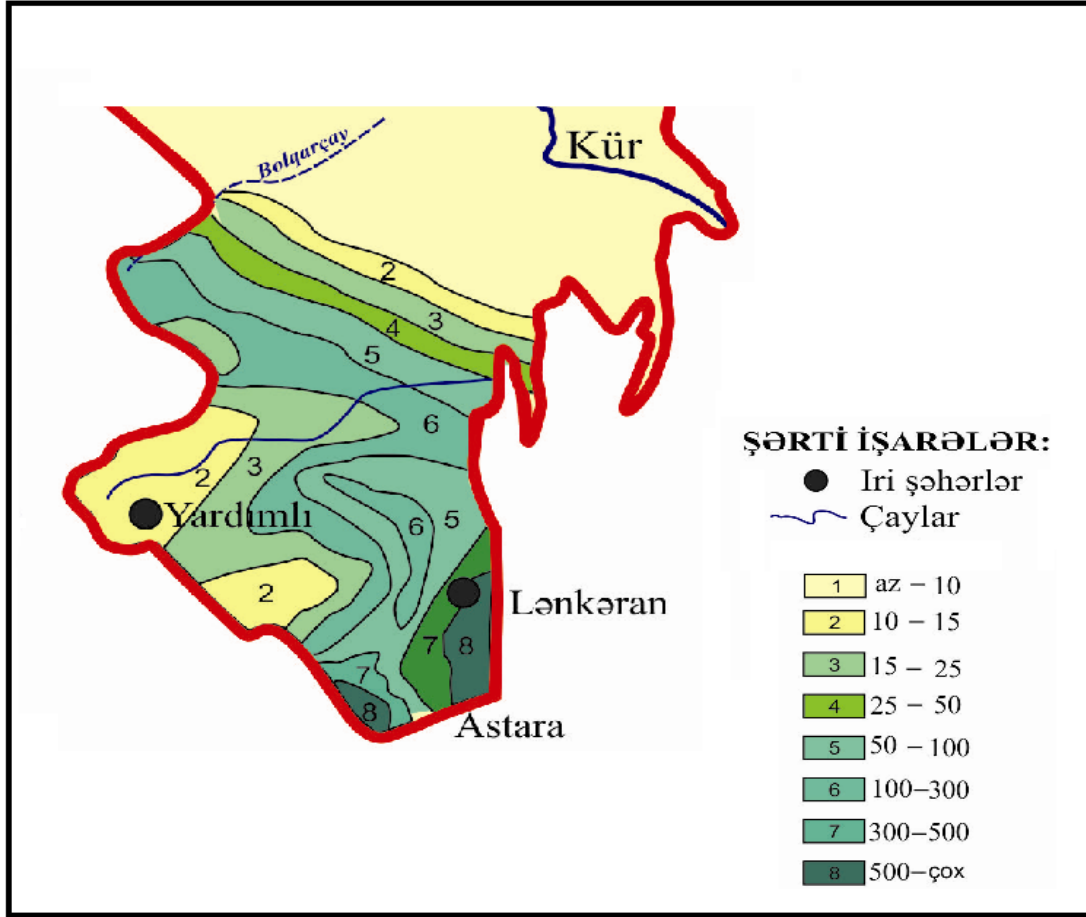 Bolqarçay
Kür
2
3
4
5
6
2
3
Yardımlı
6
5
2
Lənkəran
7
8
7
8
Astara
ŞƏRTİ İŞARƏLƏR:
Iri şəhərlər
Çaylar
1 az – 10
2 10 – 15
3 15 – 25
4 25 – 50
5 50 – 100
6 100–300
7 300–500
8 500–çox